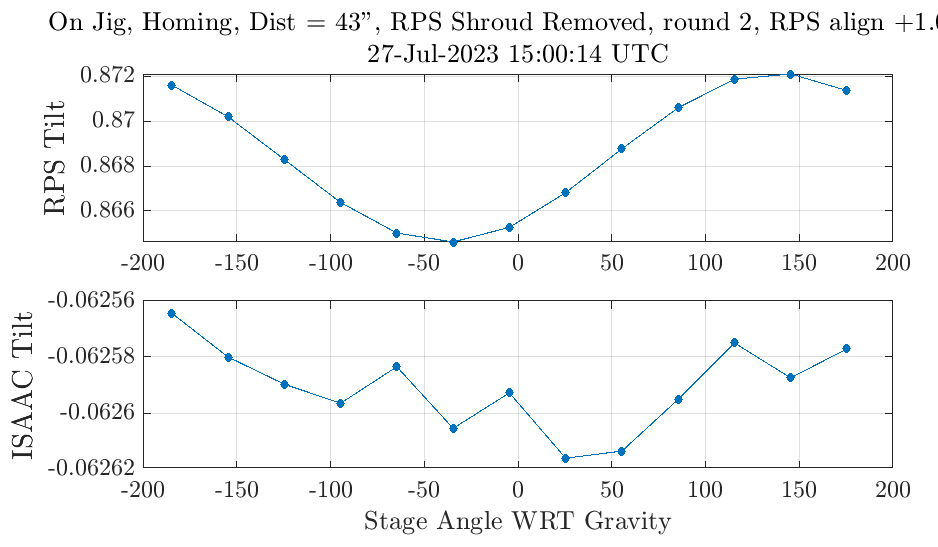 On Jig, Homing, Dist = 43", RPS Shroud Removed, round 2, RPS align +1.0
27-Jul-2023 15:00:14 UTC
0.872
0.87
0.868
0.866
RPS Tilt
-200 -150 -100 -50 0 50 100 150 200
-0.06256
-0.06258
-0.0626
-0.06262
ISAAC Tilt
-200 -150 -100 -50 0 50 100 150 200
Stage Angle WRT Gravity